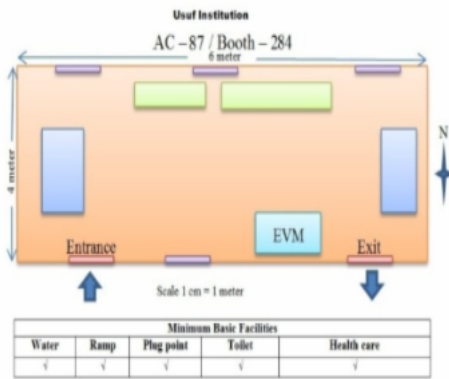 Usuf Institution
AC – 87 / Booth – 284
6 meter
4 meter
N
EVM
Entrance
Exit
Scale 1 cm = 1 meter
Minimum Basic Facilities
Water Ramp Plug point Toilet Health care
√ √ √ √ √